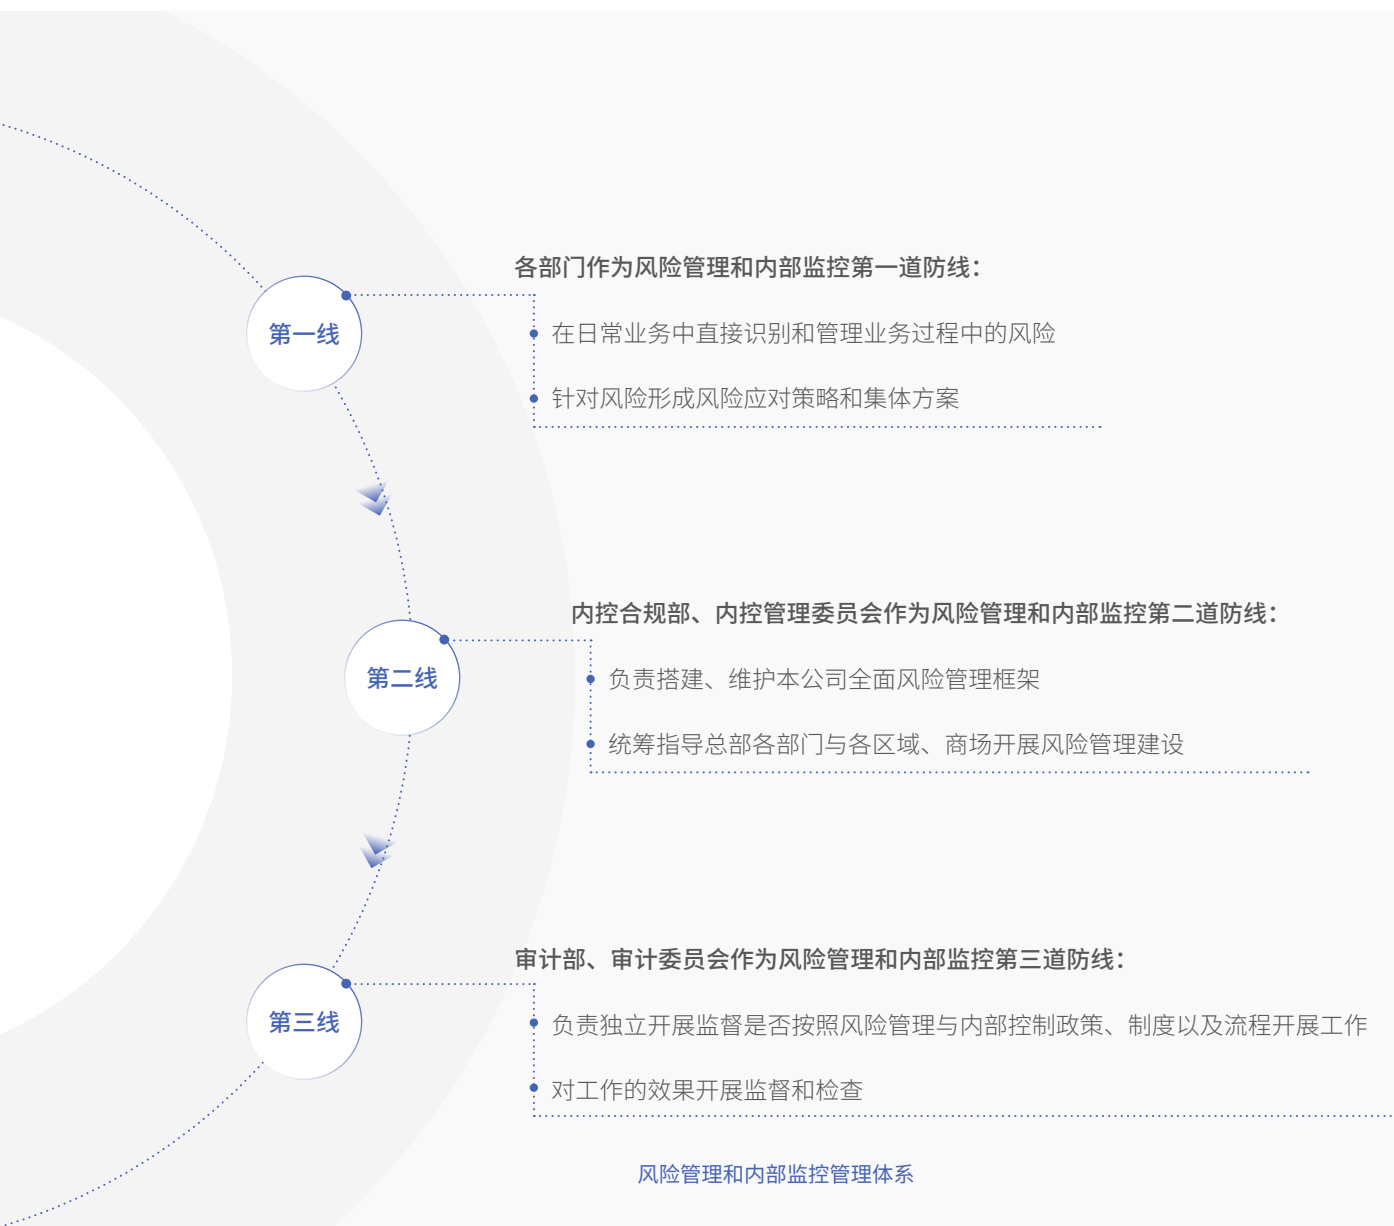 各部门作为风险管理和内部监控第一道防线：
第一线
在日常业务中直接识别和管理业务过程中的风险
针对风险形成风险应对策略和集体方案
内控合规部、内控管理委员会作为风险管理和内部监控第二道防线：
第二线
负责搭建、维护本公司全面风险管理框架
统筹指导总部各部门与各区域、商场开展风险管理建设
审计部、审计委员会作为风险管理和内部监控第三道防线：
第三线
负责独立开展监督是否按照风险管理与内部控制政策、制度以及流程开展工作
对工作的效果开展监督和检查
风险管理和内部监控管理体系